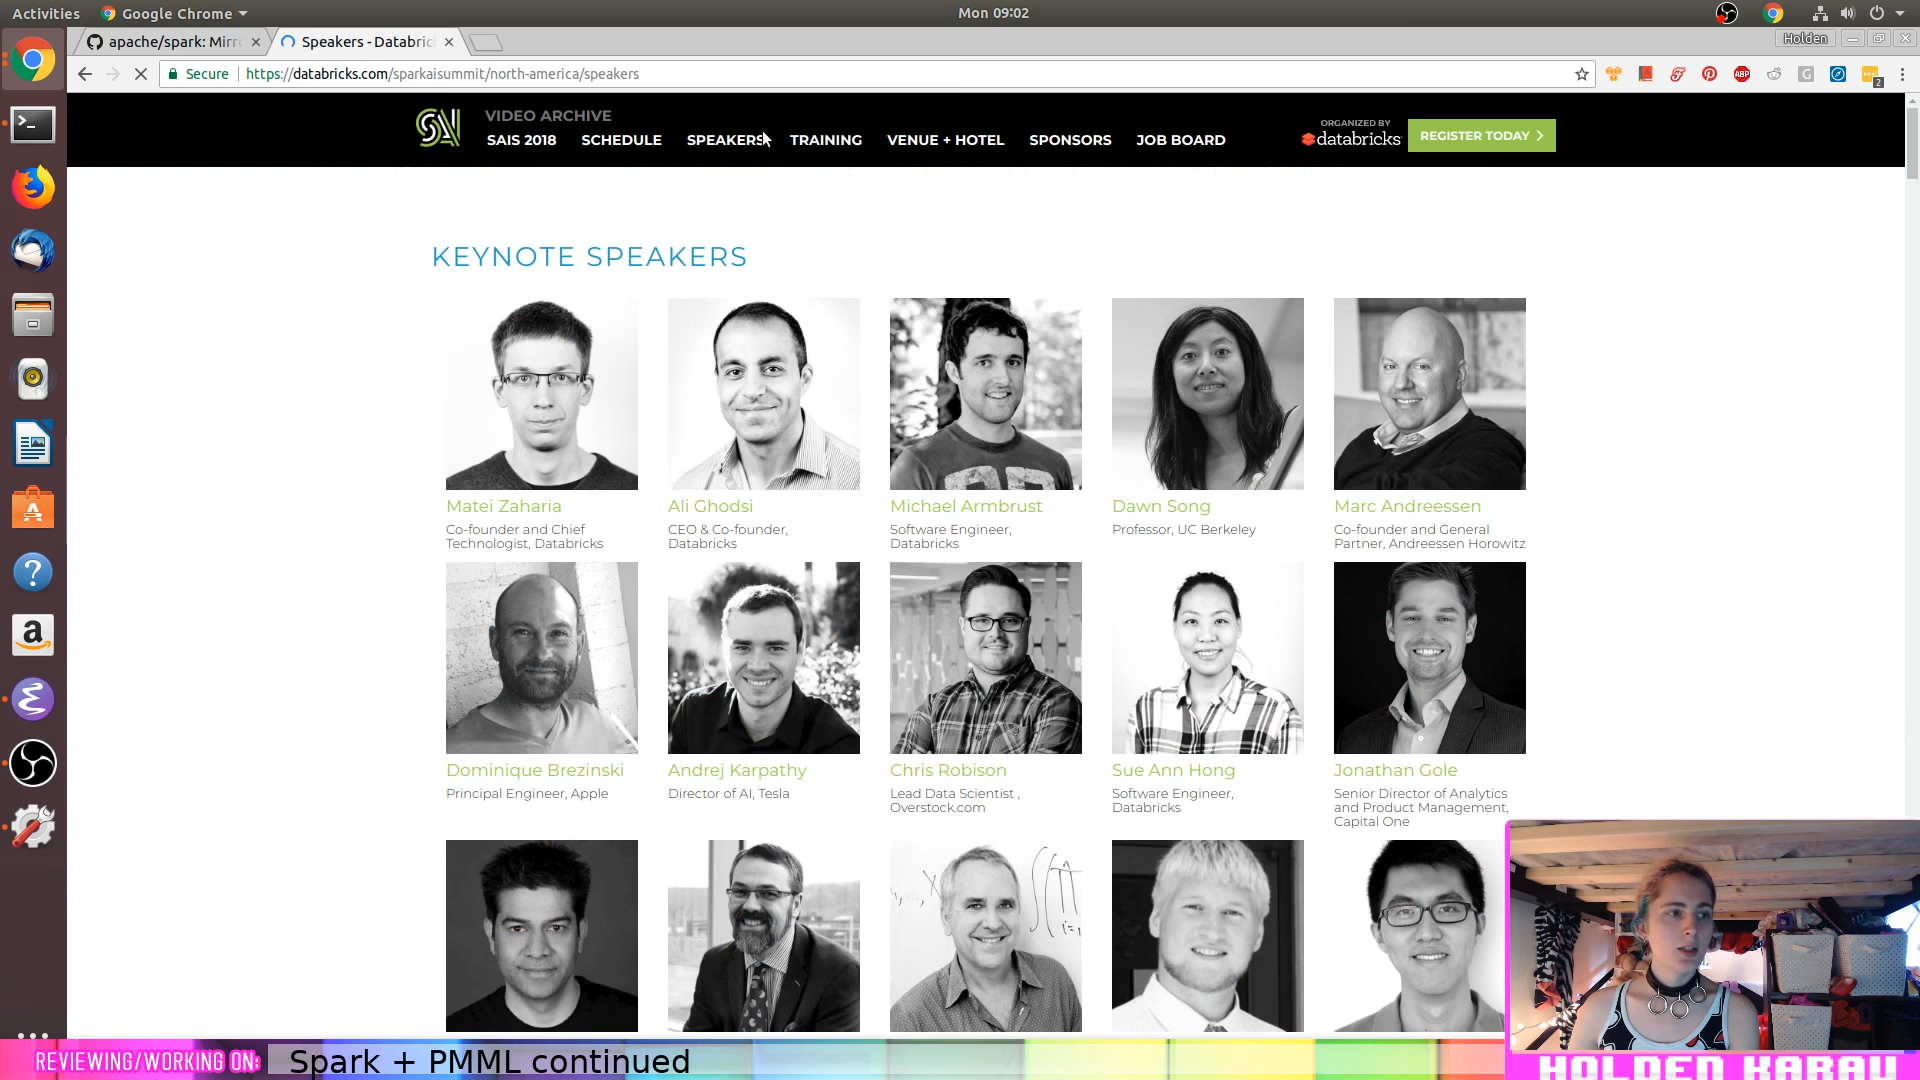 Activities
Google Chrome
Mon 09:02
apache/spark: Mirr
Speakers - Databric
Holden
Secure
https://databricks.com/sparkaisummit/north-america/speakers
VIDEO ARCHIVE
SAIS 2018
SCHEDULE
SPEAKERS
TRAINING
VENUE + HOTEL
SPONSORS
JOB BOARD
ORGANIZED BY
databricks
REGISTER TODAY
KEYNOTE SPEAKERS
Matei Zaharia
Co-founder and Chief
Technologist, Databricks
Ali Ghodsi
CEO & Co-founder,
Databricks
Michael Armbrust
Software Engineer,
Databricks
Dawn Song
Professor, UC Berkeley
Marc Andreessen
Co-founder and General
Partner, Andreessen Horowitz
Dominique Brezinski
Principal Engineer, Apple
Andrej Karpathy
Director of AI, Tesla
Chris Robison
Lead Data Scientist ,
Overstock.com
Sue Ann Hong
Software Engineer,
Databricks
Jonathan Gole
Senior Director of Analytics
and Product Management,
Capital One
REVIEWING/WORKING ON:
Spark + PMML continued
HOLDEN KARAU